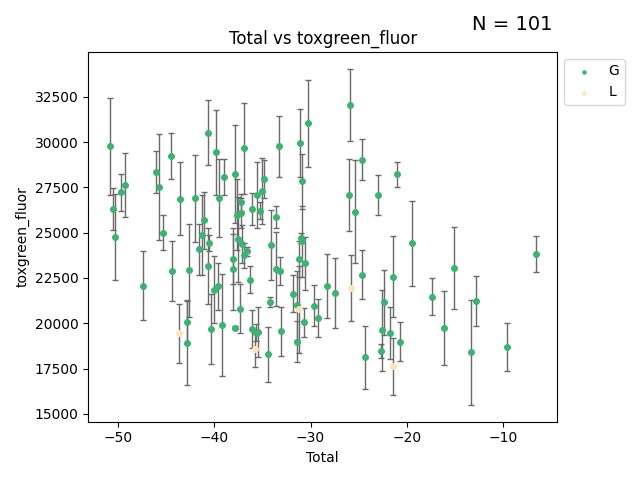 N = 101
Total vs toxgreen_fluor
G
L
32500
30000
27500
25000
22500
20000
17500
15000
toxgreen_fluor
−50 −40 −30 −20 −10
Total